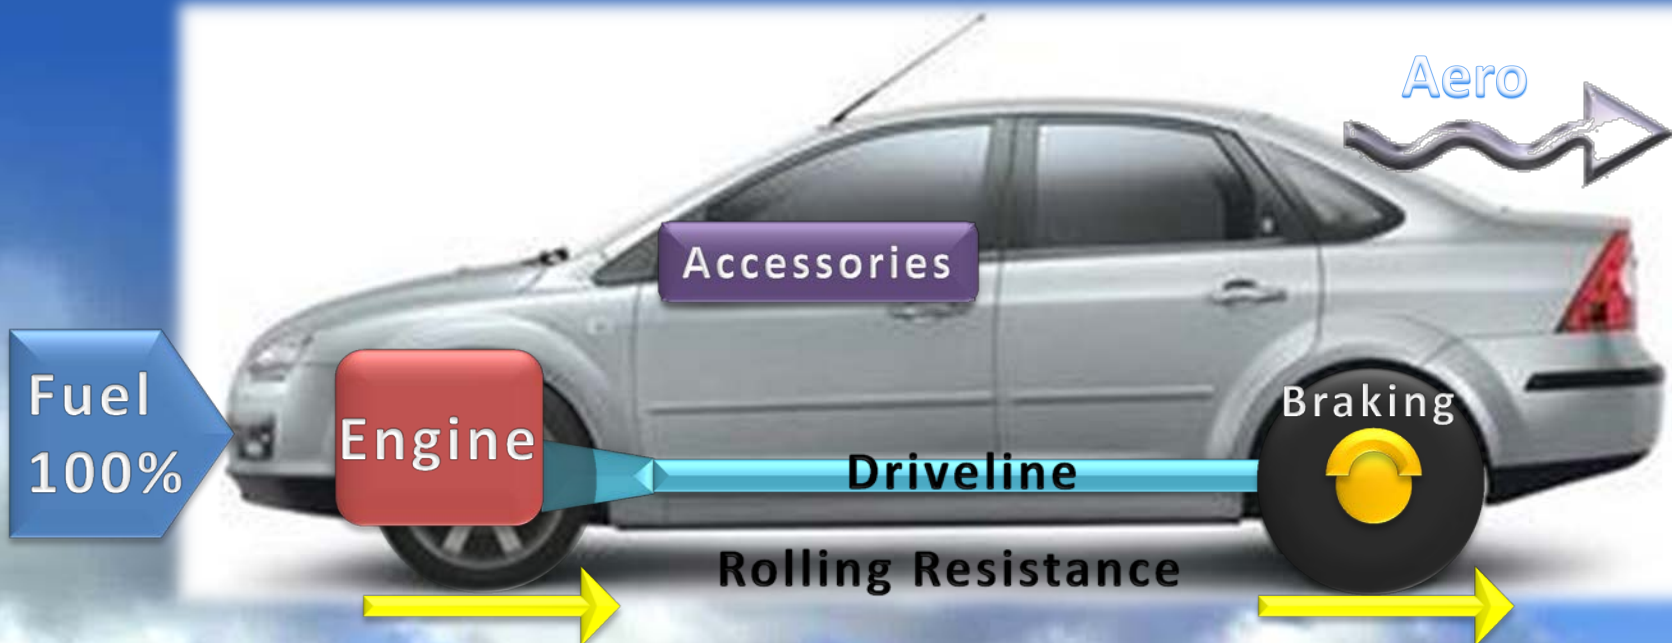 Aero
Accessories
Fuel
100%
Engine
Braking
Driveline
Rolling Resistance